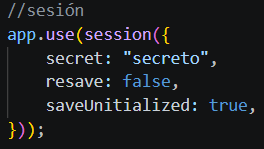 //sesión
app.use(session({
    secret: "secreto",
    resave: false,
    saveUnitialized: true,
}));